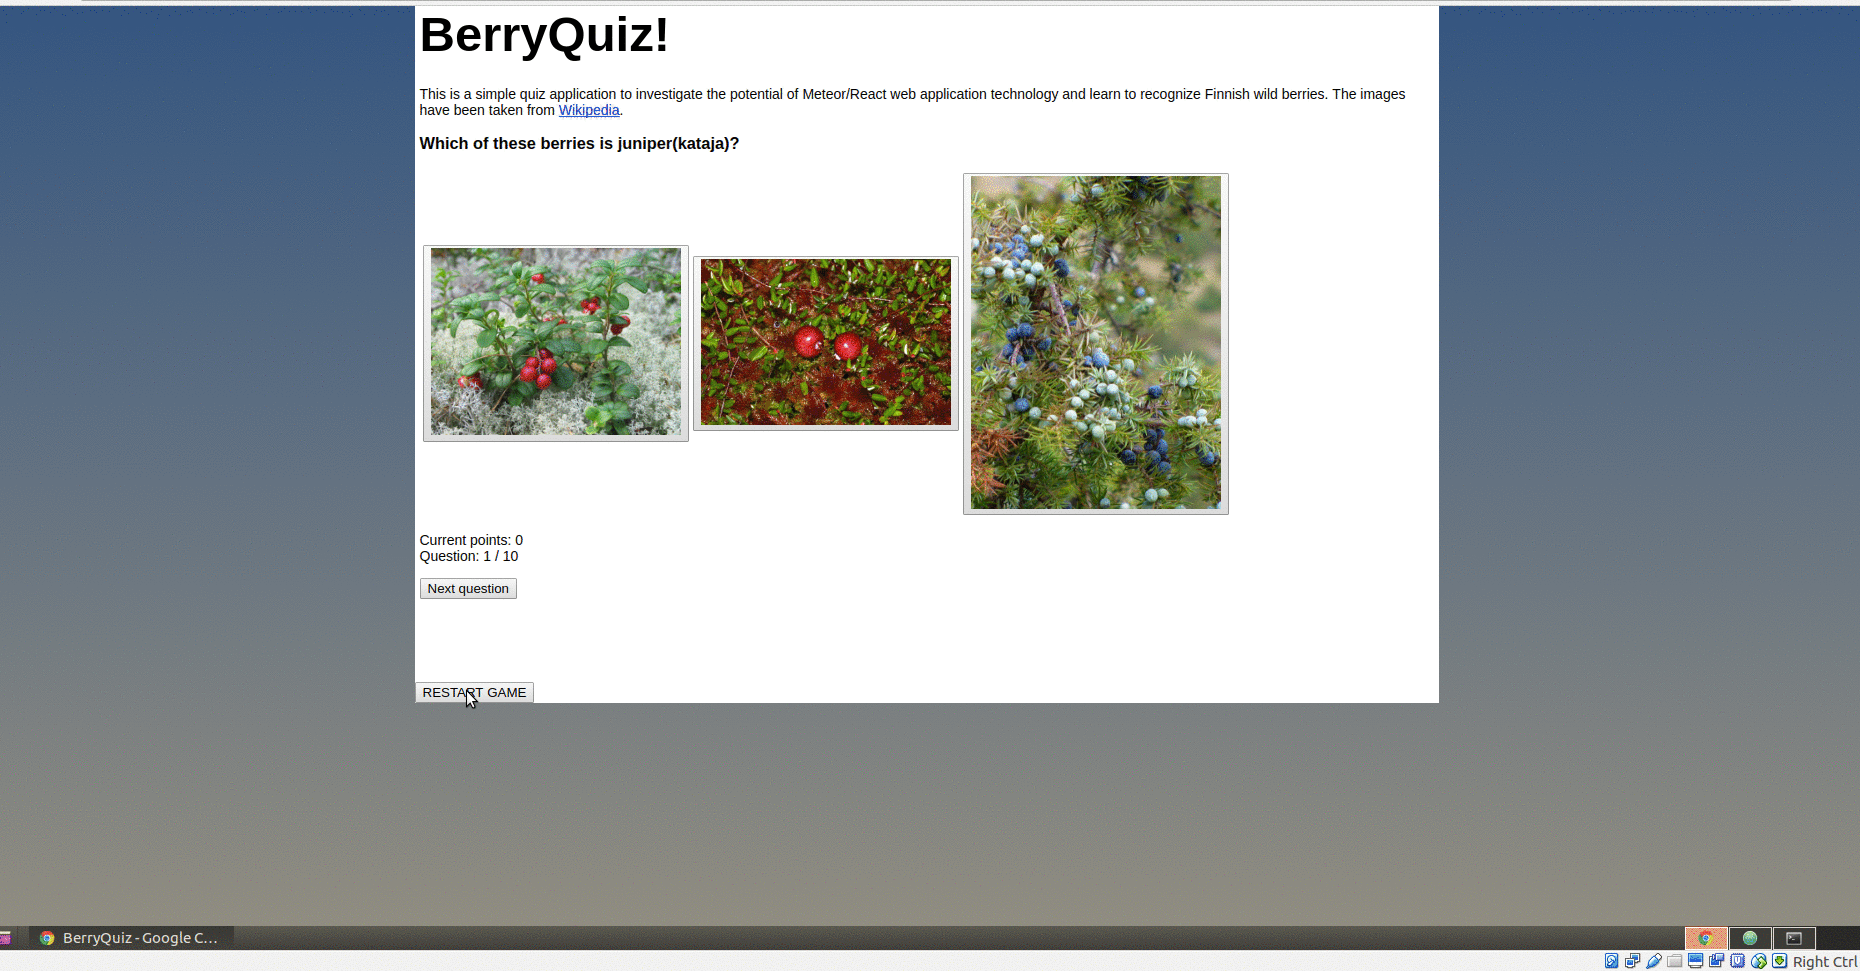 BerryQuiz!
This is a simple quiz application to investigate the potential of Meteor/React web application technology and learn to recognize Finnish wild berries. The images
have been taken from Wikipedia.
Which of these berries is juniper(kataja)?
Current points: 0
Question: 1 / 10
Next question
RESTART GAME
BerryQuiz - Google C...
Right Ctrl